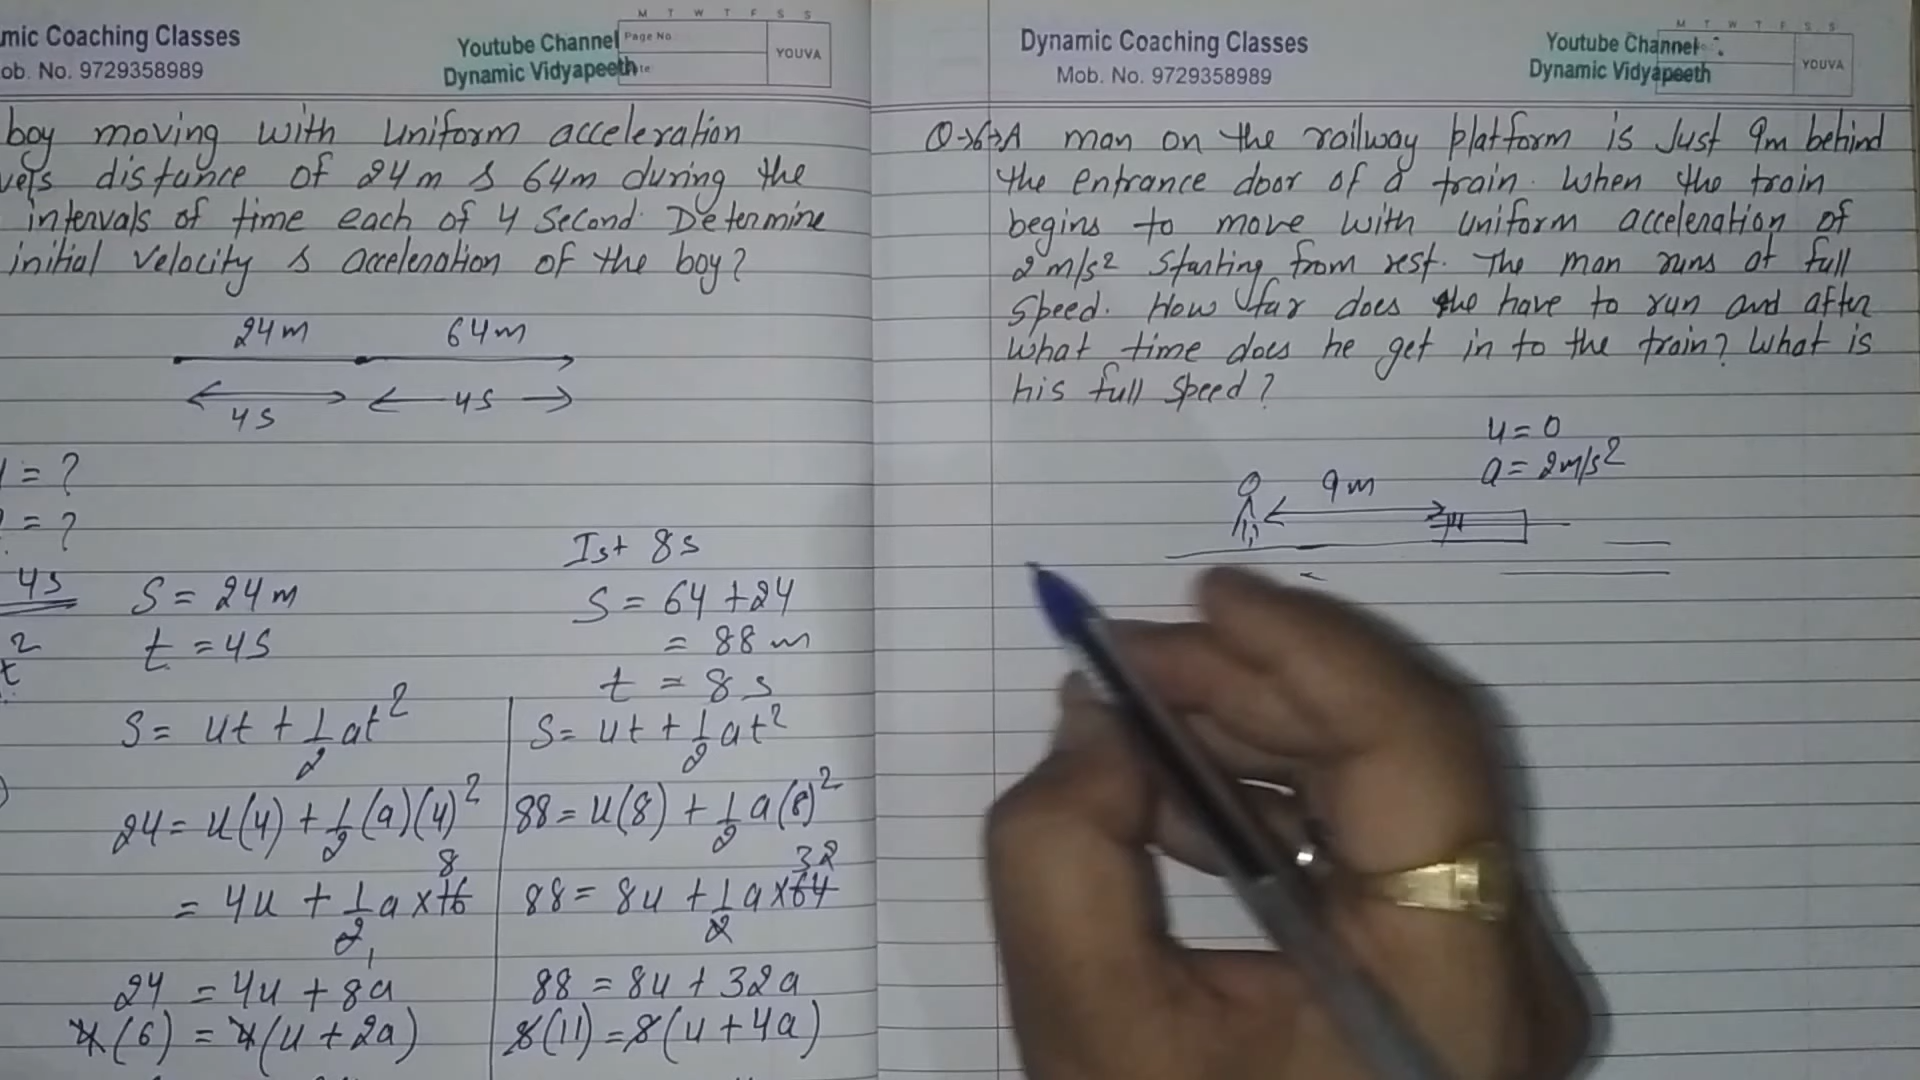 mic Coaching Classes
ob. No. 9729358989
Youtube Channel
Dynamic Vidyapeeth
M T W T F S S
Page No.
YOUVA
boy moving with uniform acceleration
vels distance of 24m & 64m during the
intervals of time each of 4 second. Determine
initial velocity & acceleration of the boy?
24m 64m
4s 4s
= ?
= ?
4s S = 24m
t = 4s
S = ut + 1/2 at²
24 = u(4) + 1/2 (a)(4)²
8
= 4u + 1/2 a x 16
1
24 = 4u + 8a
4(6) = 4(u + 2a)
Ist 8s
S = 64 + 24
= 88 m
t = 8 s
S = ut + 1/2 at²
88 = u(8) + 1/2 a(8)²
32
88 = 8u + 1/2 a x 64
88 = 8u + 32a
8(11) = 8(u + 4a)
Dynamic Coaching Classes
Mob. No. 9729358989
Youtube Channel
Dynamic Vidyapeeth
M T W T F S S
YOUVA
Q→6→A man on the railway platform is Just 9m behind
the entrance door of a train. When the train
begins to move with uniform acceleration of
2 m/s² starting from rest. The man runs at full
speed. How far does he have to run and after
what time does he get in to the train? What is
his full speed?
u = 0
a = 2m/s²
9m